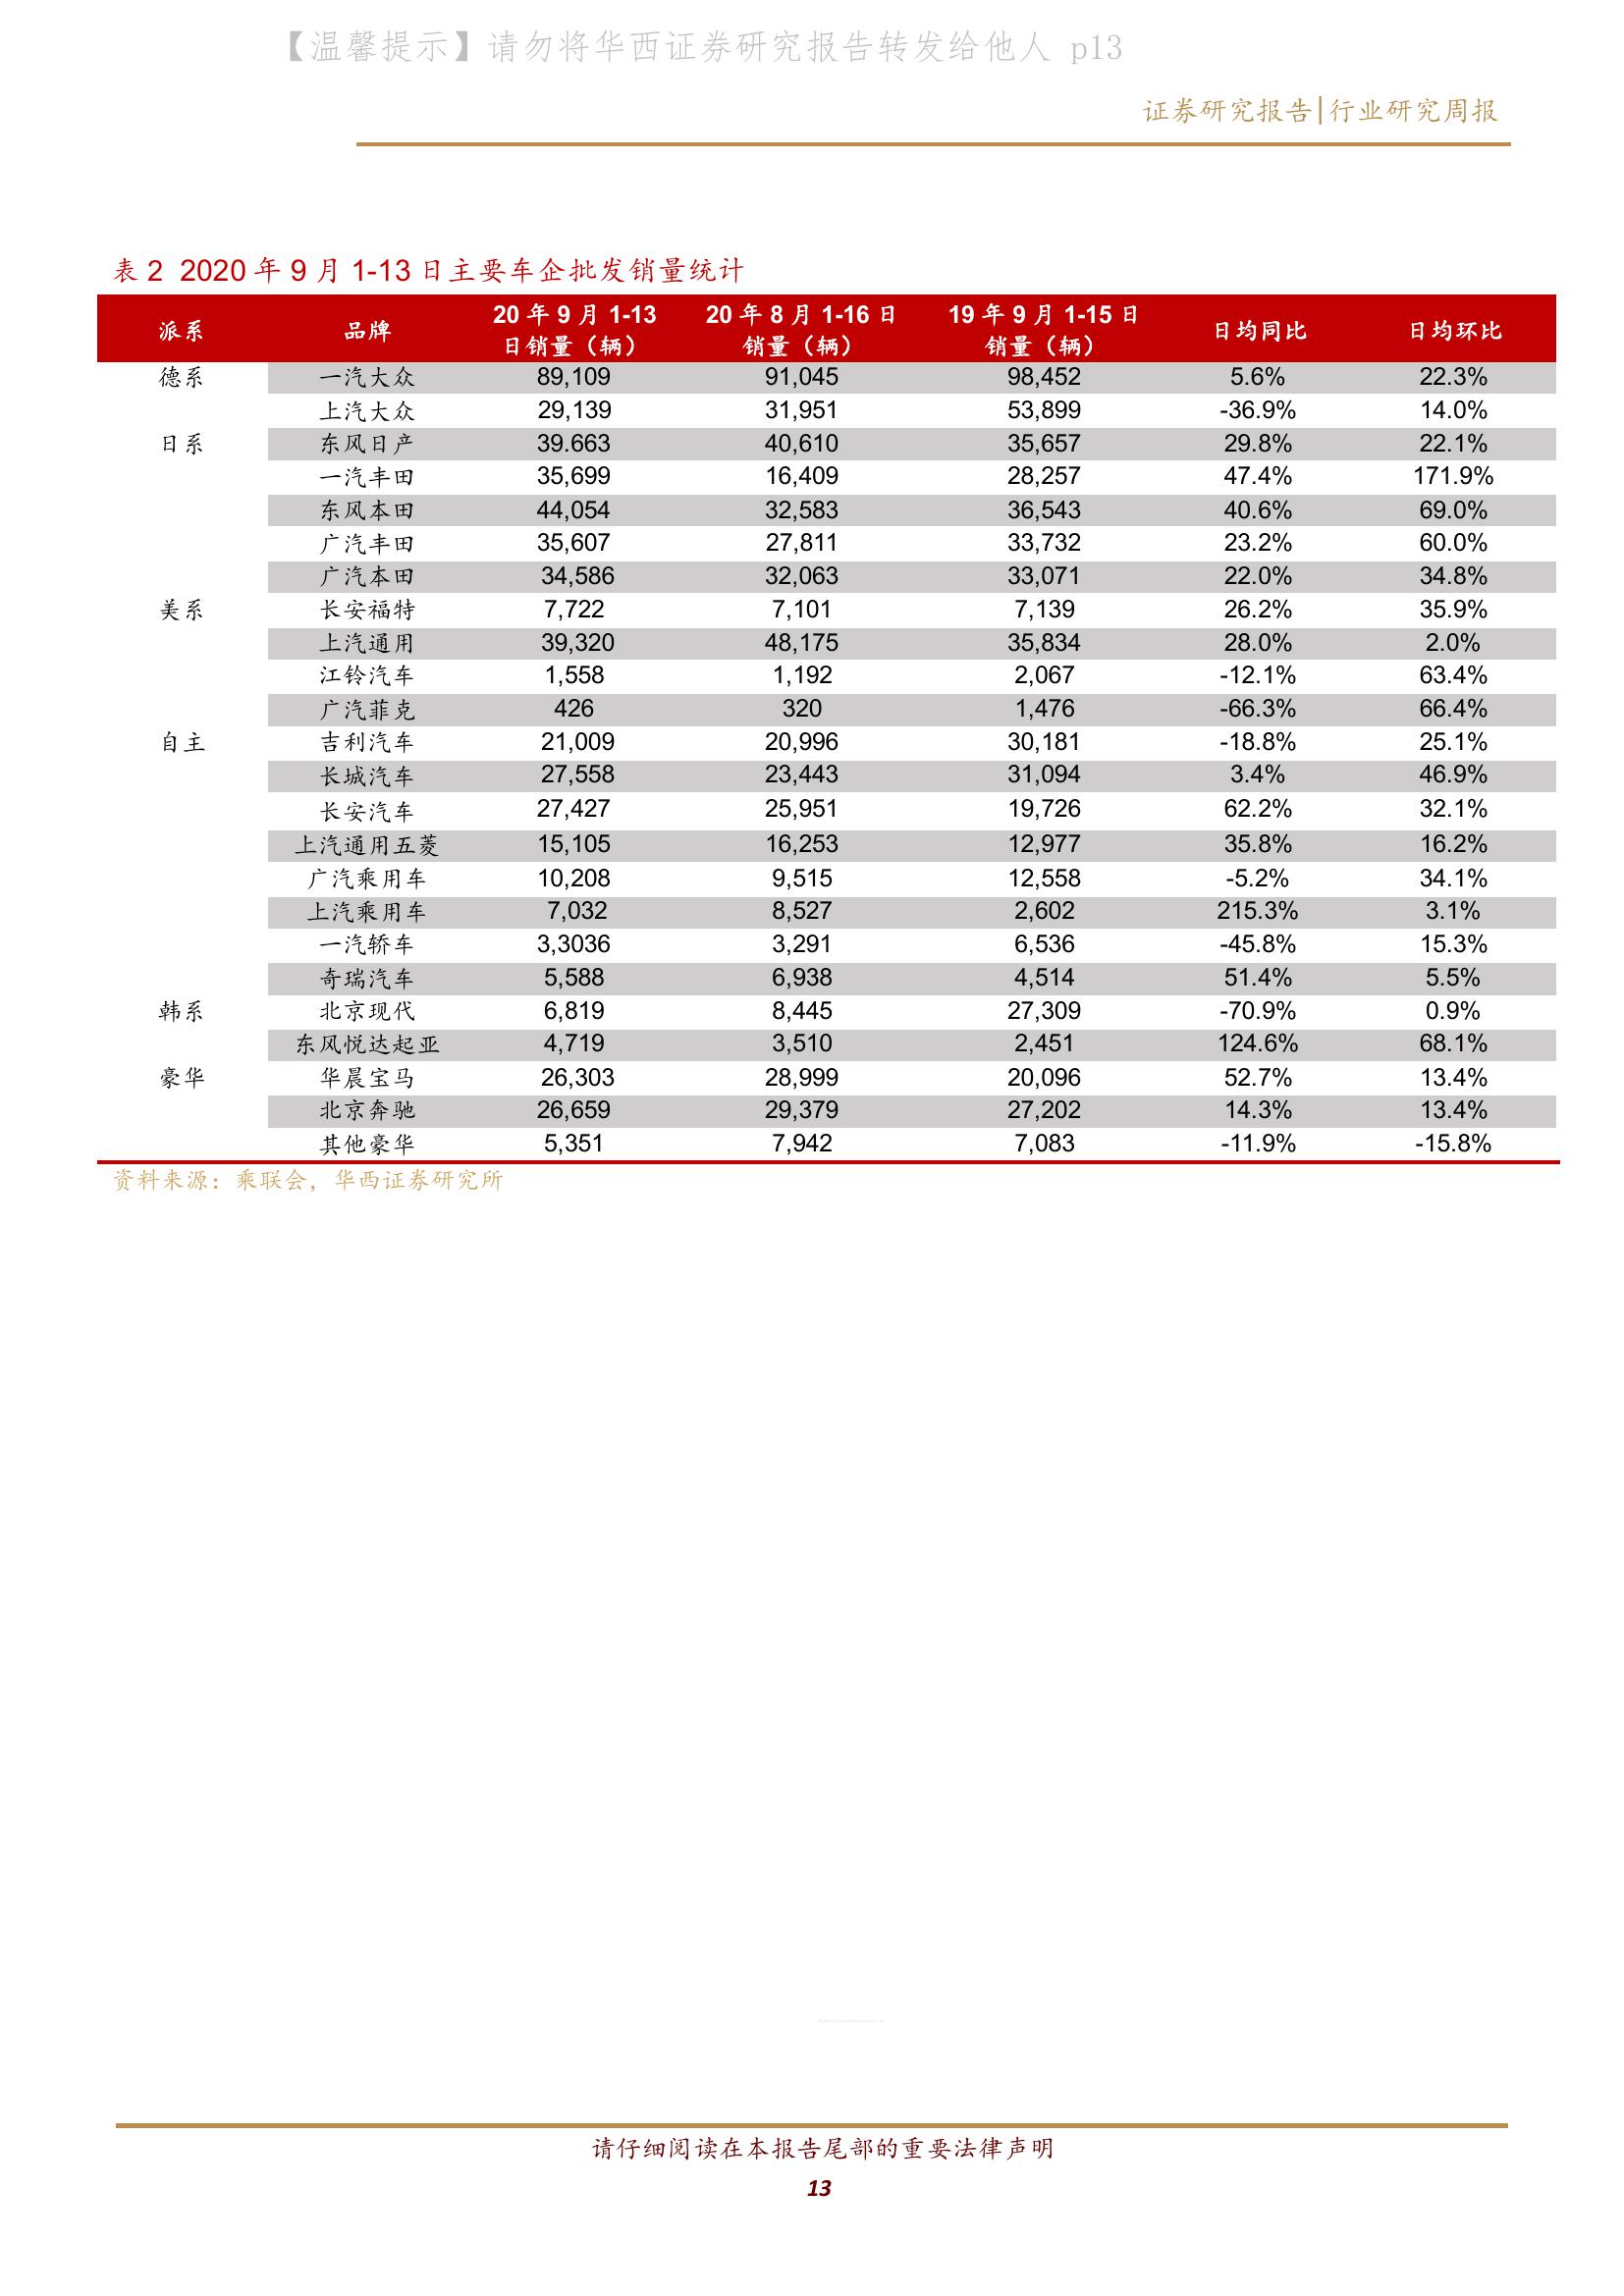 【温馨提示】请勿将华西证券研究报告转发给他人 p13
证券研究报告|行业研究周报
表 2 2020 年 9 月 1-13 日主要车企批发销量统计
派系 品牌 20 年 9 月 1-13 日销量（辆） 20 年 8 月 1-16 日销量（辆） 19 年 9 月 1-15 日销量（辆） 日均同比 日均环比
德系 一汽大众 89,109 91,045 98,452 5.6% 22.3%
上汽大众 29,139 31,951 53,899 -36.9% 14.0%
日系 东风日产 39.663 40,610 35,657 29.8% 22.1%
一汽丰田 35,699 16,409 28,257 47.4% 171.9%
东风本田 44,054 32,583 36,543 40.6% 69.0%
广汽丰田 35,607 27,811 33,732 23.2% 60.0%
广汽本田 34,586 32,063 33,071 22.0% 34.8%
美系 长安福特 7,722 7,101 7,139 26.2% 35.9%
上汽通用 39,320 48,175 35,834 28.0% 2.0%
江铃汽车 1,558 1,192 2,067 -12.1% 63.4%
广汽菲克 426 320 1,476 -66.3% 66.4%
自主 吉利汽车 21,009 20,996 30,181 -18.8% 25.1%
长城汽车 27,558 23,443 31,094 3.4% 46.9%
长安汽车 27,427 25,951 19,726 62.2% 32.1%
上汽通用五菱 15,105 16,253 12,977 35.8% 16.2%
广汽乘用车 10,208 9,515 12,558 -5.2% 34.1%
上汽乘用车 7,032 8,527 2,602 215.3% 3.1%
一汽轿车 3,3036 3,291 6,536 -45.8% 15.3%
奇瑞汽车 5,588 6,938 4,514 51.4% 5.5%
韩系 北京现代 6,819 8,445 27,309 -70.9% 0.9%
东风悦达起亚 4,719 3,510 2,451 124.6% 68.1%
豪华 华晨宝马 26,303 28,999 20,096 52.7% 13.4%
北京奔驰 26,659 29,379 27,202 14.3% 13.4%
其他豪华 5,351 7,942 7,083 -11.9% -15.8%
资料来源：乘联会，华西证券研究所
请仔细阅读在本报告尾部的重要法律声明
13